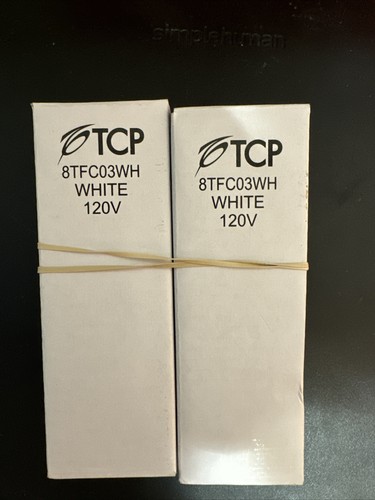 simplehuman
TCP
8TFC03WH
WHITE
120V
TCP
8TFC03WH
WHITE
120V